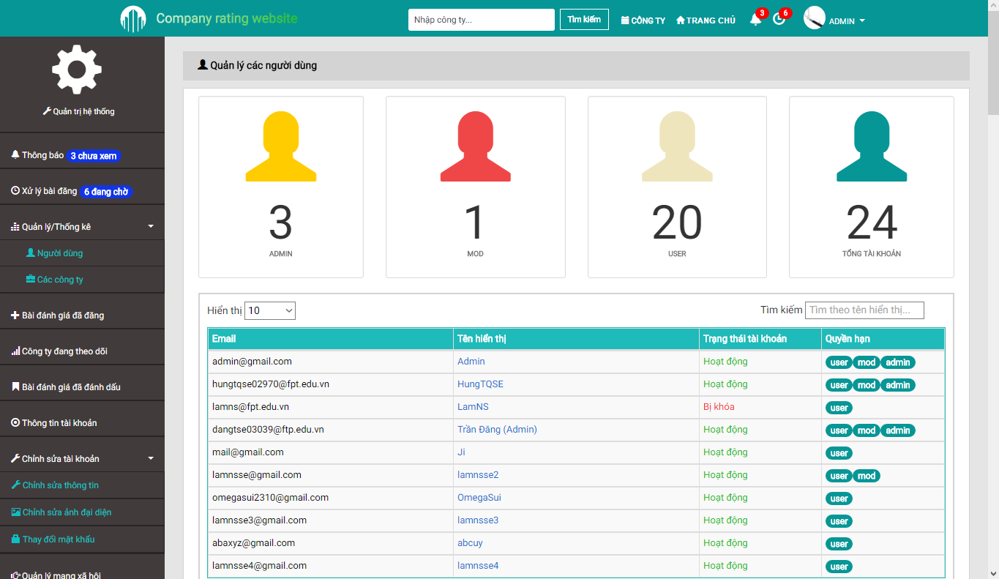 Company rating website
Nhập công ty...
Tìm kiếm
CÔNG TY
TRANG CHỦ
3
6
ADMIN
Quản trị hệ thống
Thông báo 3 chưa xem
Xử lý bài đăng 6 đang chờ
Quản lý/Thống kê
Người dùng
Các công ty
Bài đánh giá đã đăng
Công ty đang theo dõi
Bài đánh giá đã đánh dấu
Thông tin tài khoản
Chỉnh sửa tài khoản
Chỉnh sửa thông tin
Chỉnh sửa ảnh đại diện
Thay đổi mật khẩu
Quản lý mạng xã hội
Quản lý các người dùng
3
ADMIN
1
MOD
20
USER
24
TỔNG TÀI KHOẢN
Hiển thị 10
Tìm kiếm Tìm theo tên hiển thị...
Email Tên hiển thị Trạng thái tài khoản Quyền hạn
admin@gmail.com Admin Hoạt động user mod admin
hungtqse02970@fpt.edu.vn HungTQSE Hoạt động user mod admin
lamns@fpt.edu.vn LamNS Bị khóa user
dangtse03039@ftp.edu.vn Trần Đăng (Admin) Hoạt động user mod admin
mail@gmail.com Ji Hoạt động user
lamnsse@gmail.com lamnsse2 Hoạt động user mod
omegasui2310@gmail.com OmegaSui Hoạt động user
lamnsse3@gmail.com lamnsse3 Hoạt động user
abaxyz@gmail.com abcuy Hoạt động user
lamnsse4@gmail.com lamnsse4 Hoạt động user